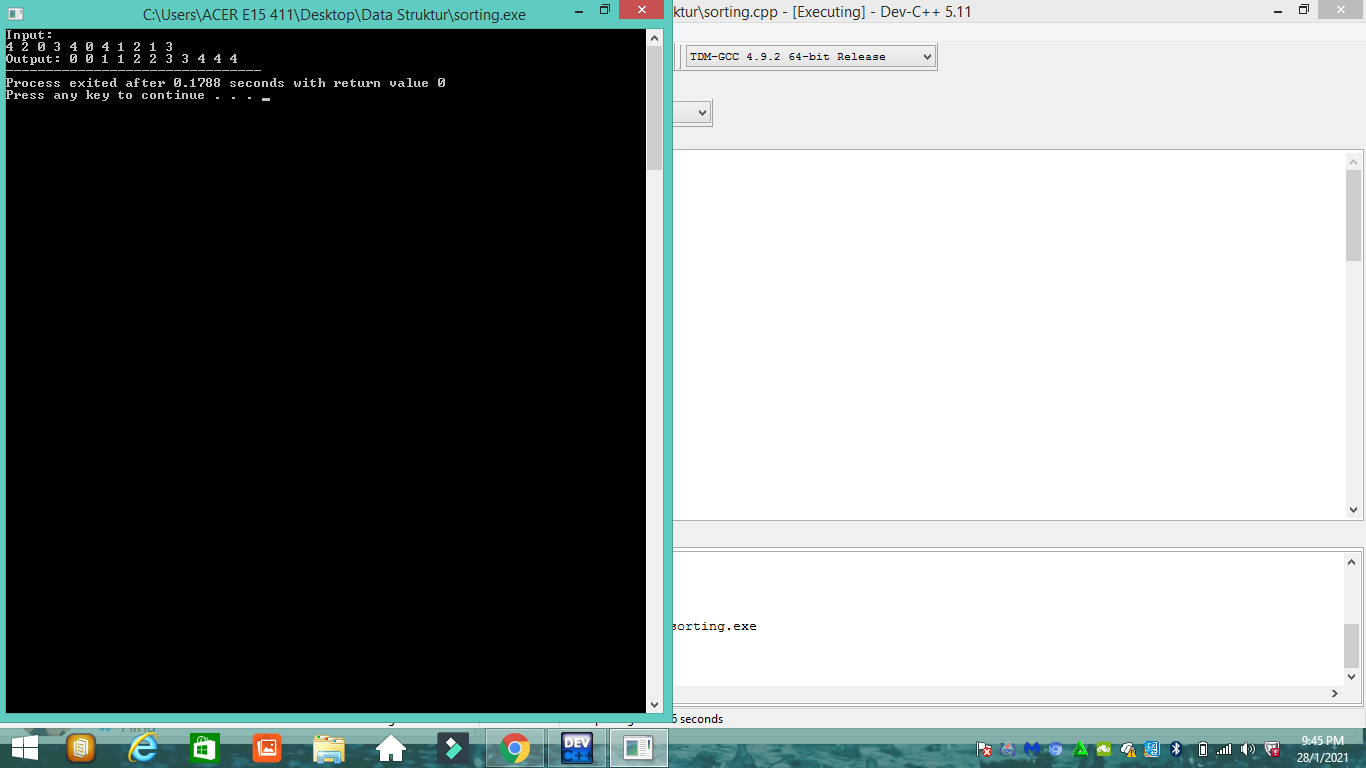 C:\Users\ACER E15 411\Desktop\Data Struktur\sorting.exe
ktur\sorting.cpp - [Executing] - Dev-C++ 5.11
Input:
4 2 0 3 4 0 4 1 2 1 3
Output: 0 0 1 1 2 2 3 3 4 4 4
--------------------------------
Process exited after 0.1788 seconds with return value 0
Press any key to continue . . .
TDM-GCC 4.9.2 64-bit Release
sorting.exe
6 seconds
DEV
C++
9:45 PM
28/1/2021